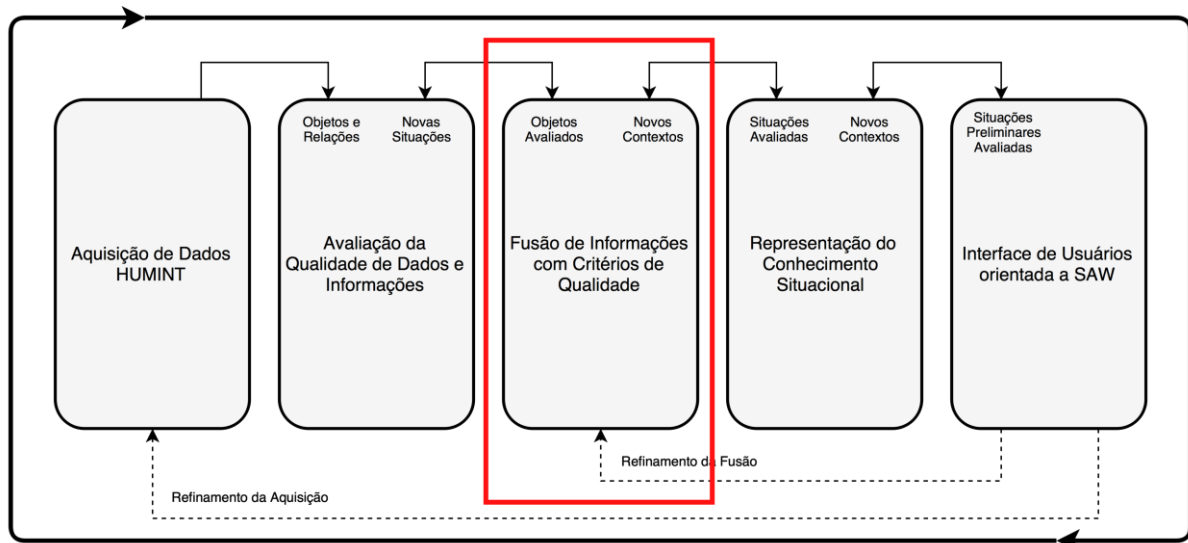 Objetos e
Relações
Novas
Situações
Objetos
Avaliados
Novos
Contextos
Situações
Avaliadas
Novos
Contextos
Situações
Preliminares
Avaliadas
Aquisição de Dados
HUMINT
Avaliação da
Qualidade de Dados e
Informações
Fusão de Informações
com Critérios de
Qualidade
Representação do
Conhecimento
Situacional
Interface de Usuários
orientada a SAW
Refinamento da Fusão
Refinamento da Aquisição